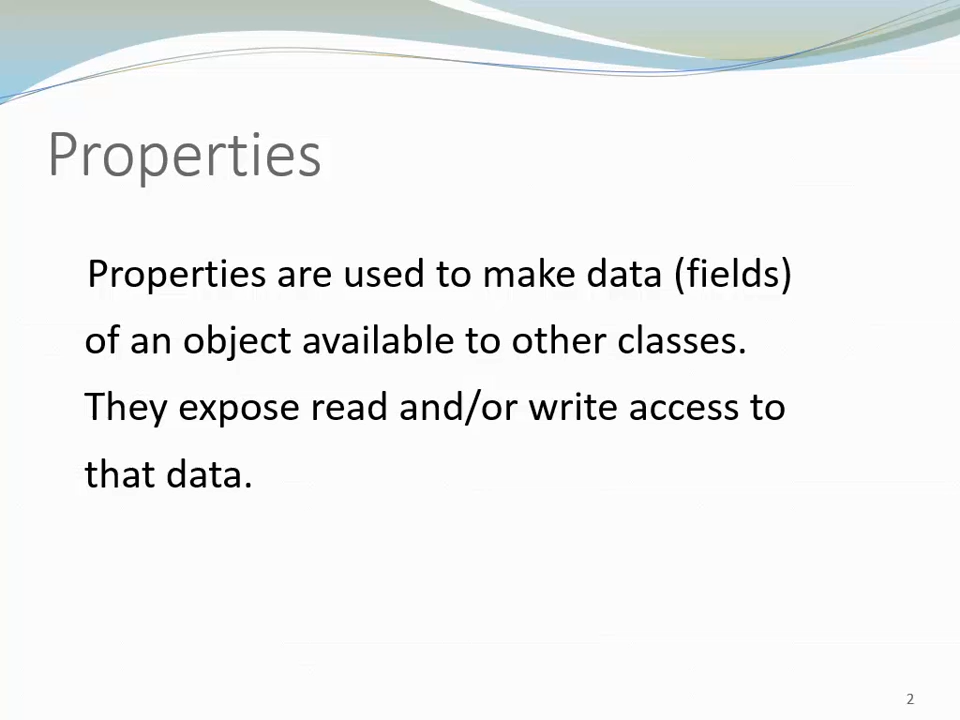 Properties
Properties are used to make data (fields)
of an object available to other classes.
They expose read and/or write access to
that data.
2